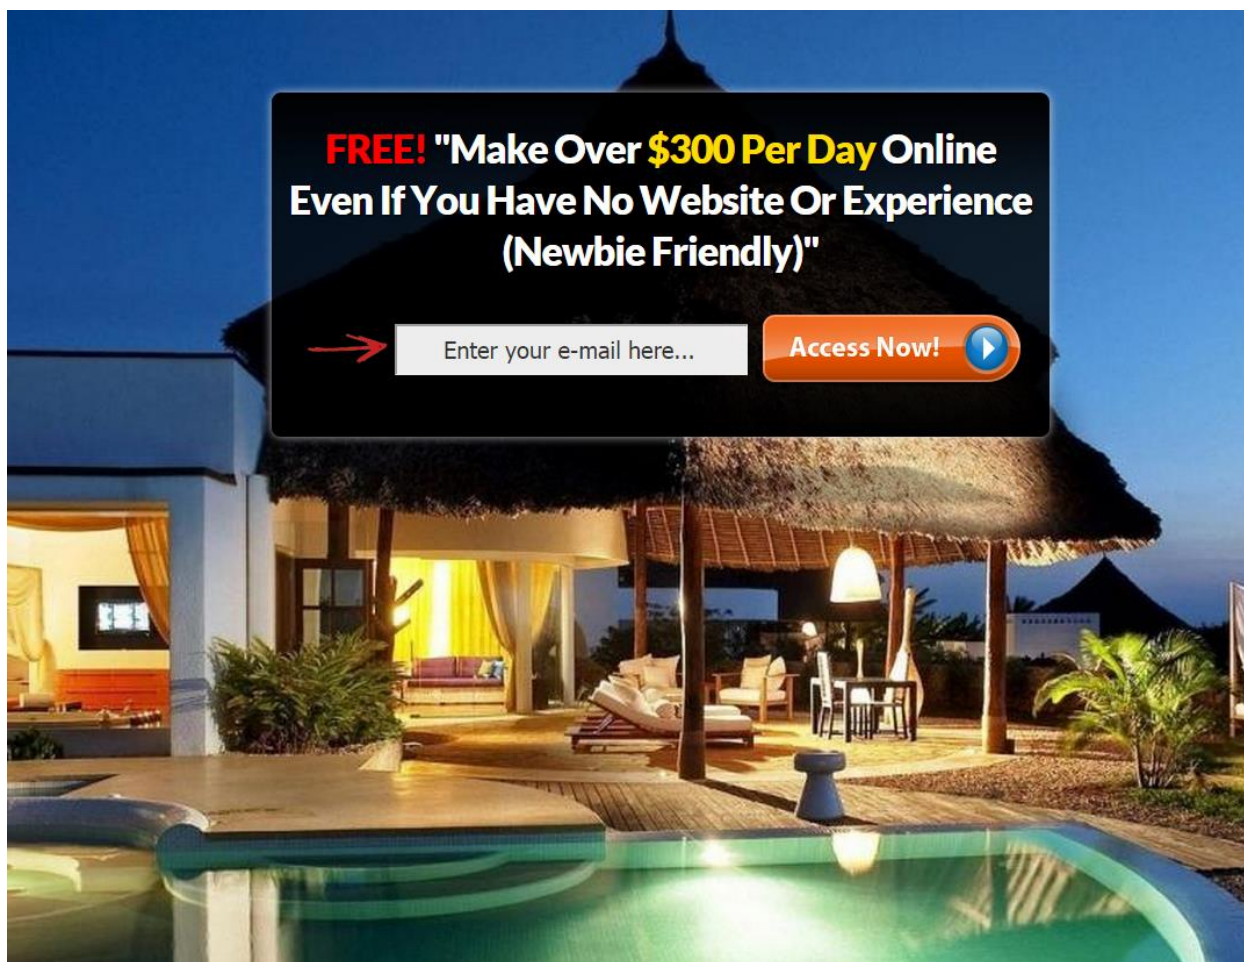 FREE! "Make Over $300 Per Day Online
Even If You Have No Website Or Experience
(Newbie Friendly)"
Enter your e-mail here...
Access Now!